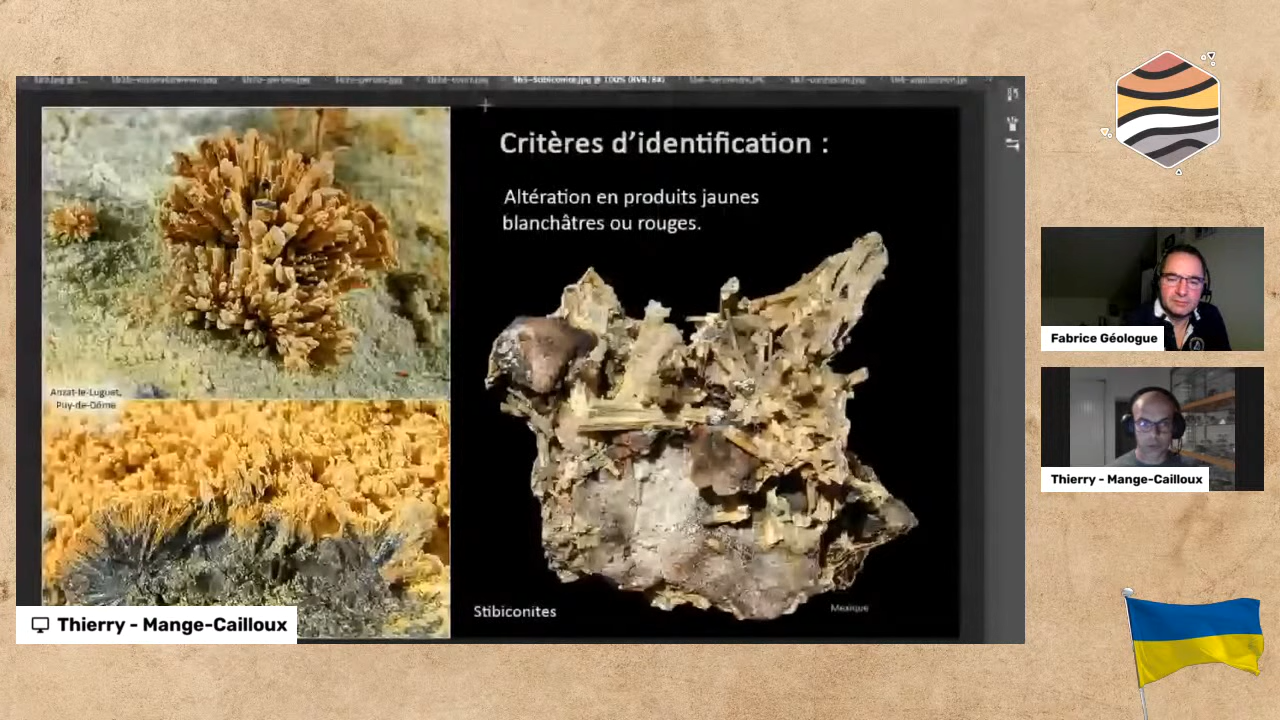 Critères d'identification :
Altération en produits jaunes
blanchâtres ou rouges.
Anzat-le-Luguet,
Puy-de-Dôme
Stibiconites
Mexique
Thierry - Mange-Cailloux
Fabrice Géologue
Thierry - Mange-Cailloux